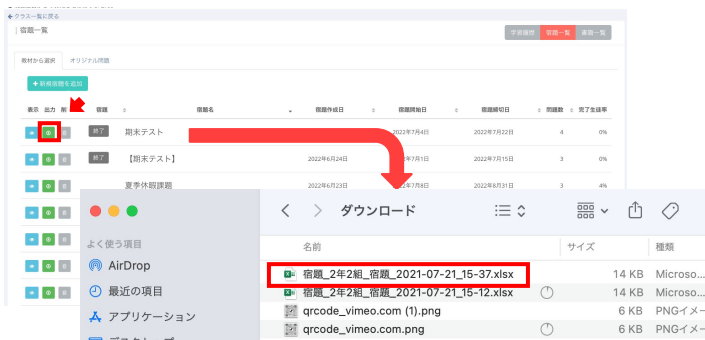 クラス一覧に戻る
宿題一覧
学習履歴 宿題一覧 書籍一覧
教材から選択 オリジナル問題
+新規宿題を追加
表示 出力 削 宿題 宿題名 宿題作成日 宿題開始日 宿題締切日 問題数 完了生徒率
終了 期末テスト 2022年7月4日 2022年7月22日 4 0%
終了 【期末テスト】 2022年6月24日 年7月1日 2022年7月15日 3 0%
夏季休暇課題 2022年6月23日 年7月8日 2022年8月31日 3 4%
ダウンロード
よく使う項目
AirDrop
最近の項目
アプリケーション
デスクトップ
名前 サイズ 種類
宿題_2年2組_宿題_2021-07-21_15-37.xlsx 14 KB Microso...
宿題_2年2組_宿題_2021-07-21_15-12.xlsx 14 KB Microso...
qrcode_vimeo.com (1).png 6 KB PNGイメー
qrcode_vimeo.com.png 6 KB PNGイメー